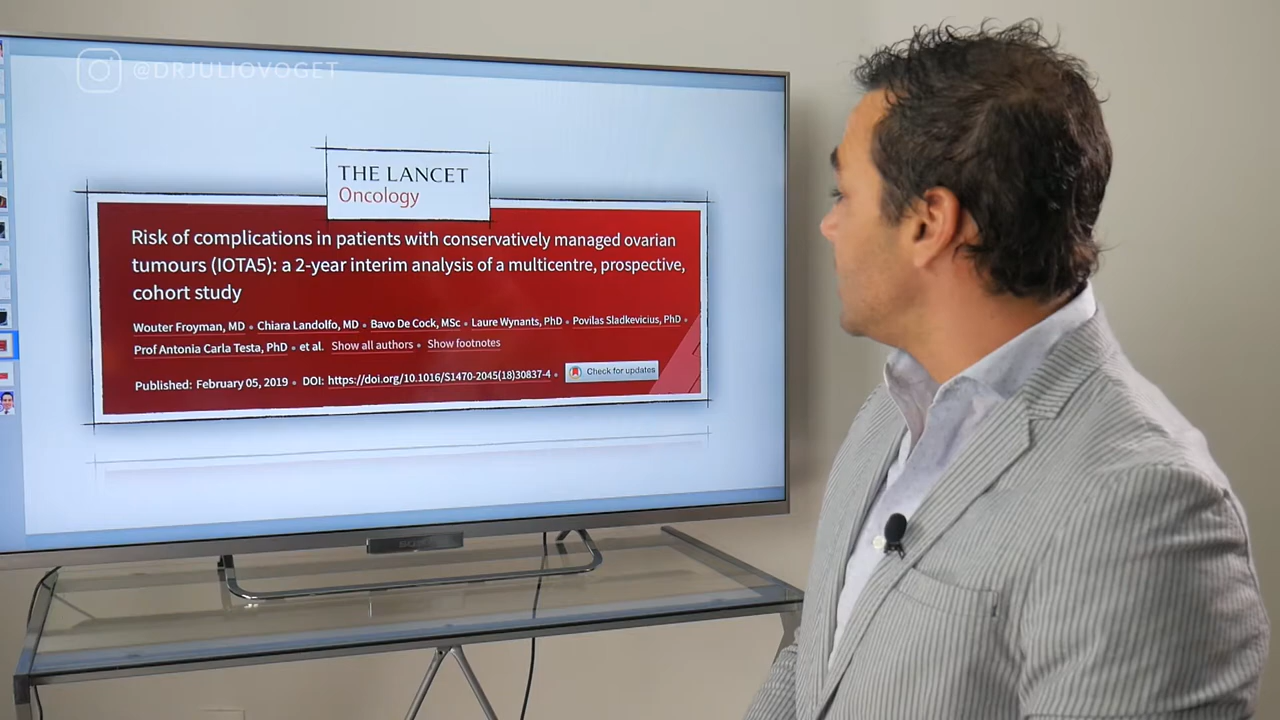 @DRJULIOVOGET
THE LANCET
Oncology
Risk of complications in patients with conservatively managed ovarian
tumours (IOTA5): a 2-year interim analysis of a multicentre, prospective,
cohort study
Wouter Froyman, MD • Chiara Landolfo, MD • Bavo De Cock, MSc • Laure Wynants, PhD • Povilas Sladkevicius, PhD •
Prof Antonia Carla Testa, PhD • et al. Show all authors • Show footnotes
Published: February 05, 2019 • DOI: https://doi.org/10.1016/S1470-2045(18)30837-4 •
Check for updates